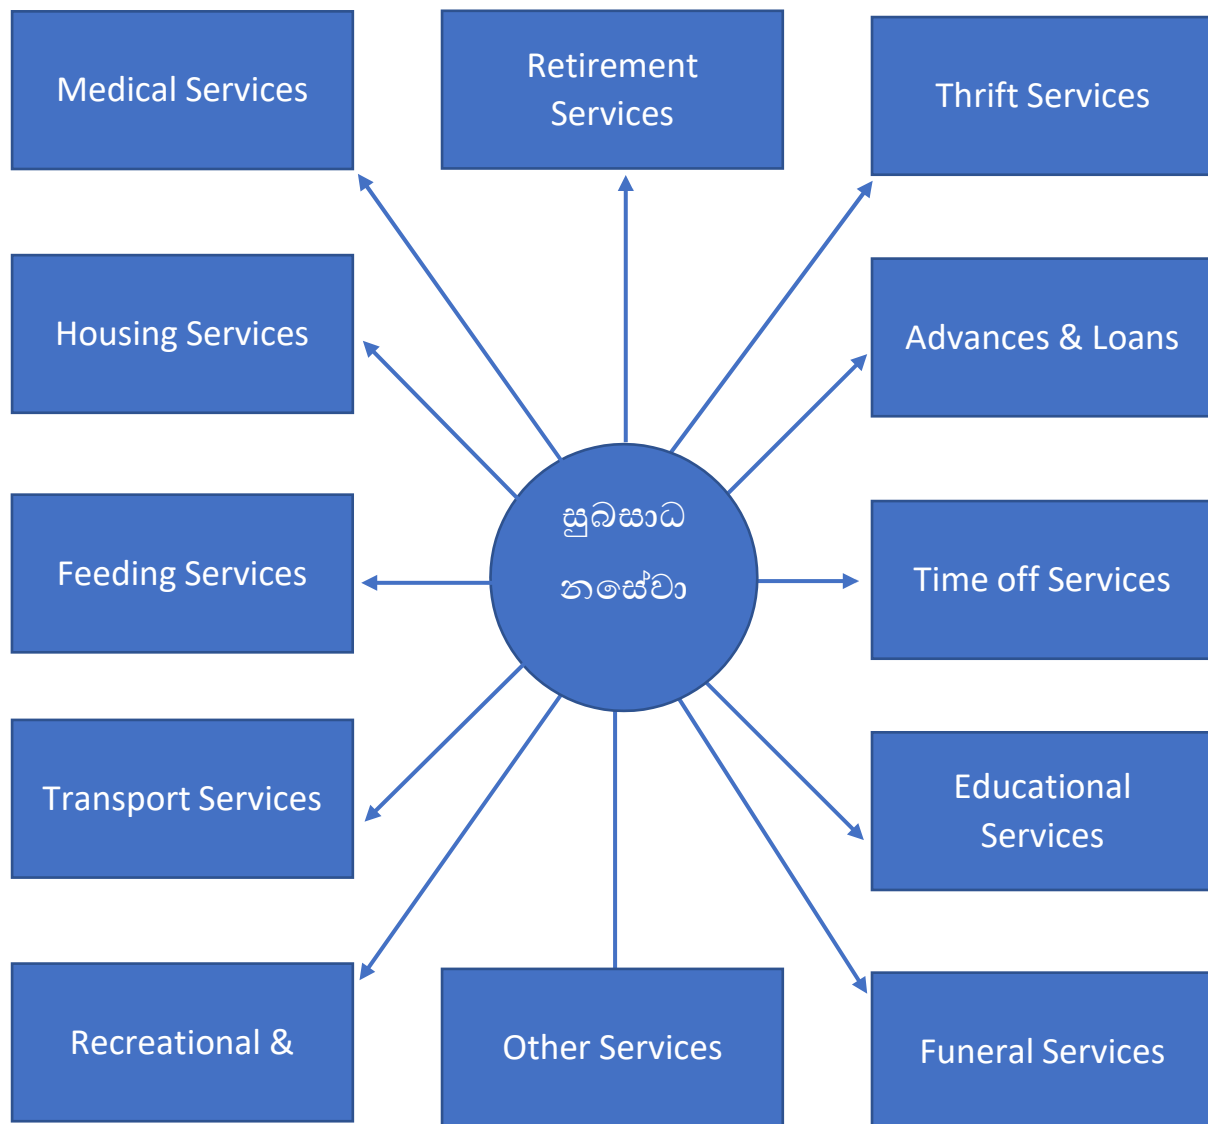 Medical Services
Retirement
Services
Thrift Services
Housing Services
Advances & Loans
සුබසාධ
නසේවා
Feeding Services
Time off Services
Transport Services
Educational
Services
Recreational &
Other Services
Funeral Services